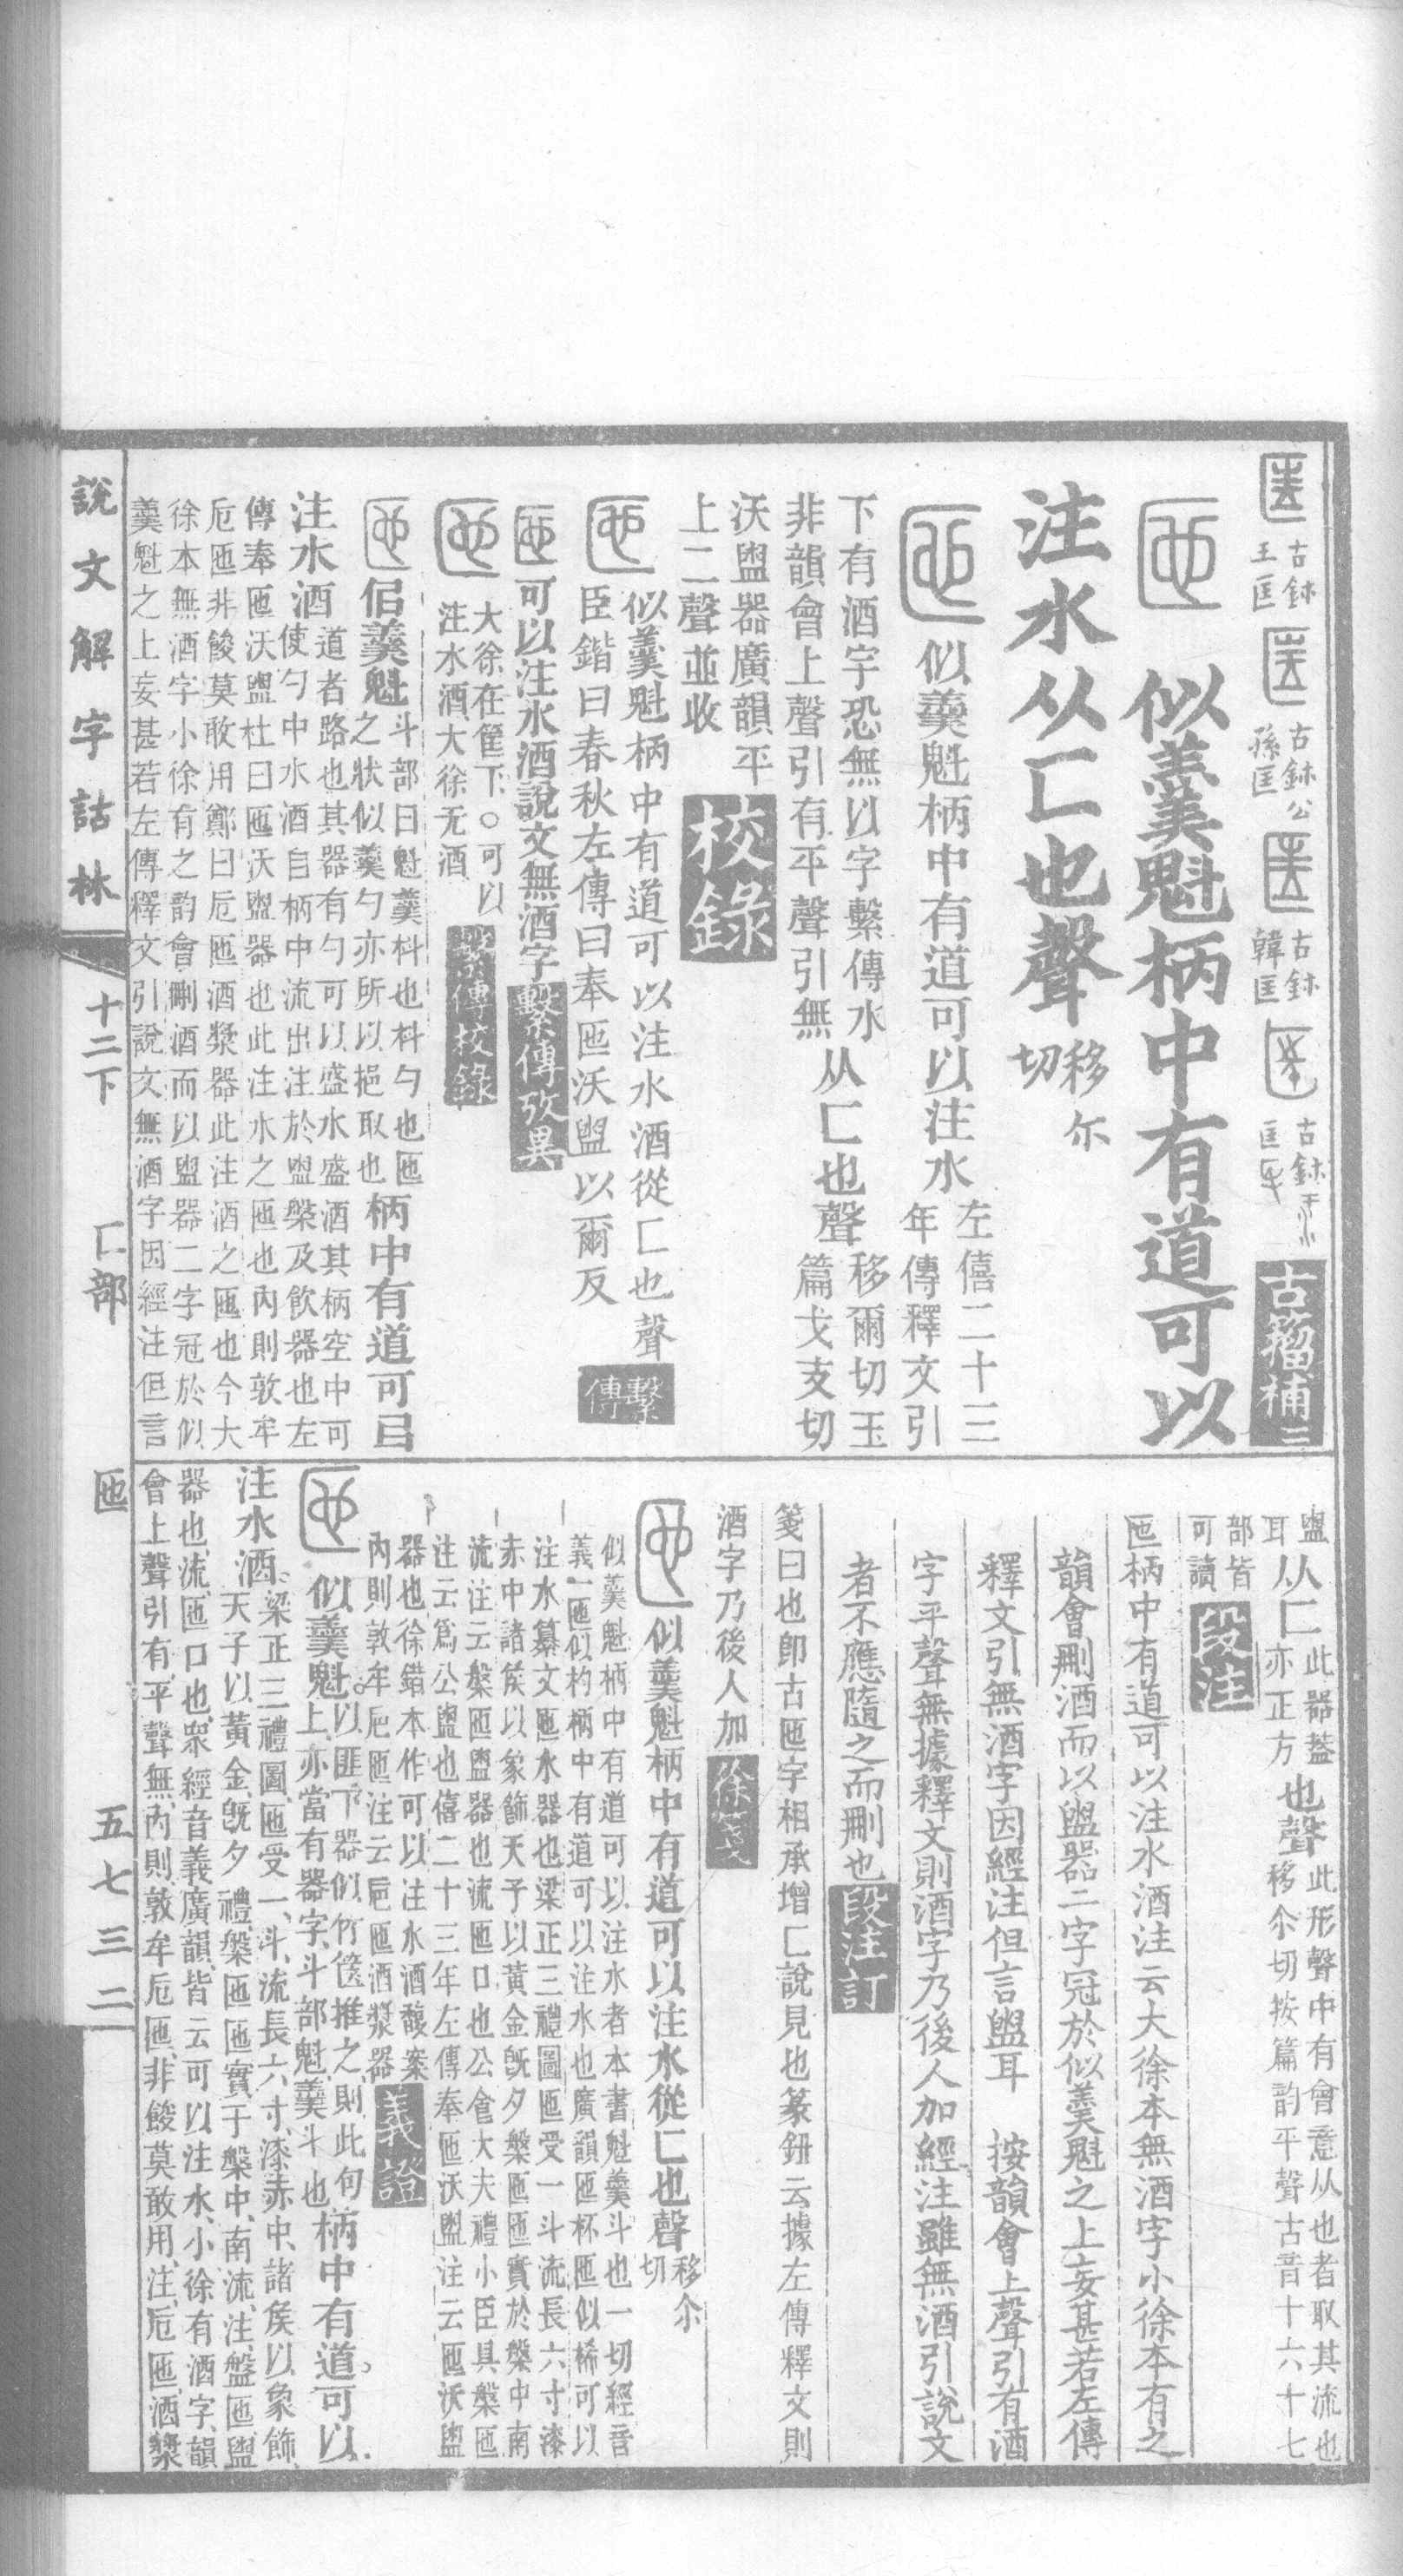 古鉨
王匡
古鉨公
孫匡
古鉨
韓匡
古籀補二
似羹魁柄中有道可以
注水从匚也聲
移尒
切
似羹魁柄中有道可以注水
左僖二十三
年傳釋文引
下有酒字恐無以字繫傳水
非韻會上聲引有平聲引無
从匚也聲
移爾切玉
篇弋支切
沃盥器廣韻平
上二聲並收
校錄
似羹魁柄中有道可以注水酒從匚也聲
臣鍇曰春秋左傳曰奉匜沃盥以爾反
繫傳
可以注水酒說文無酒字
繫傳攷異
大徐在筐下○可以
注水酒大徐无酒
繫傳校錄
佀羹魁
斗部曰魁羹枓也枓勺也匜
之狀似羹勺亦所以挹取也
柄中有道可㠯
注水酒
道者路也其器有勺可以盛水盛酒其柄空中可
使勺中水酒自柄中流出注於盥槃及飲器也左
傳奉匜沃盥杜曰匜沃盥器也此注水之匜也內則敦牟
卮匜非餕莫敢用鄭曰卮匜酒漿器此注酒之匜也今大
徐本無酒字小徐有之韵會刪酒而以盥器二字冠於似
羹魁之上妄甚若左傳釋文引說文無酒字因經注但言
說文解字詁林
十二下
匚部
匜
五七三二
盥
耳
从匚
此器葢
亦正方
也聲
此形聲中有會意从也者取其流也
移尒切按篇韵平聲古音十六十七
部皆
可讀
段注
匜柄中有道可以注水酒注云大徐本無酒字小徐本有之
韻會刪酒而以盥器二字冠於似羹魁之上妄甚若左傳
釋文引無酒字因經注但言盥耳 按韻會上聲引有酒
字平聲無據釋文則酒字乃後人加經注雖無酒引說文
者不應隨之而刪也
段注訂
箋曰也卽古匜字相承增匚說見也篆鈕云據左傳釋文則
酒字乃後人加
徐箋
似羹魁柄中有道可以注水從匚也聲
移尒
切
似羹魁柄中有道可以注水者本書魁羹斗也一切經音
義一匜似杓柄中有道可以注水也廣韻匜杯匜似桸可以
注水纂文匜水器也梁正三禮圖匜受一斗流長六寸漆
赤中諸矦以象飾天子以黃金旣夕槃匜匜實於槃中南
流注云槃匜盥器也流匜口也公食大夫禮小臣具槃匜
注云爲公盥也僖二十三年左傳奉匜沃盥注云匜沃盥
器也徐鍇本作可以注水酒馥案
內則敦牟卮匜注云卮匜酒漿器
義證
似羹魁
以匪下器似竹筐推之則此句
上亦當有器字斗部魁羹斗也
柄中有道可以
注水酒
梁正三禮圖匜受一斗流長六寸漆赤中諸矦以象飾
天子以黃金旣夕禮槃匜匜實于槃中南流注盤匜盥
器也流匜口也衆經音義廣韻皆云可以注水小徐有酒字韻
會上聲引有平聲無內則敦牟卮匜非餕莫敢用注卮匜酒漿